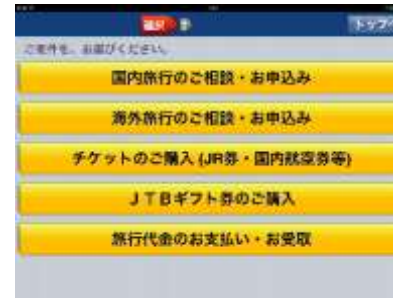 選択
トップへ
ご用件を、お選びください。
国内旅行のご相談・お申込み
海外旅行のご相談・お申込み
チケットのご購入 (JR券・国内航空券等)
JTBギフト券のご購入
旅行代金のお支払い・お受取